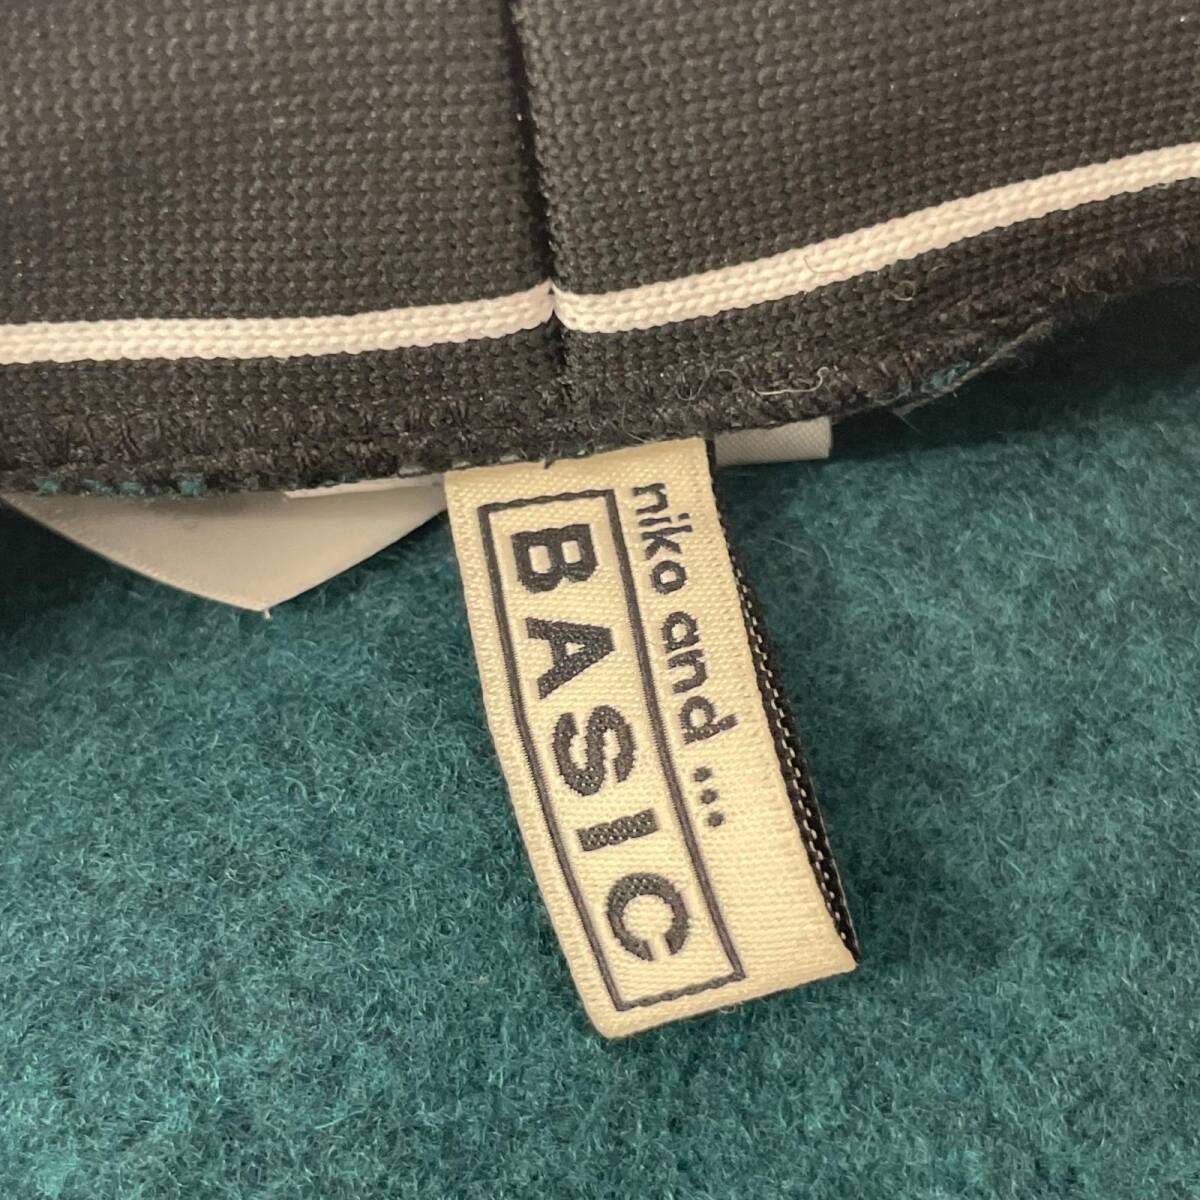 niko and ...
BASIC